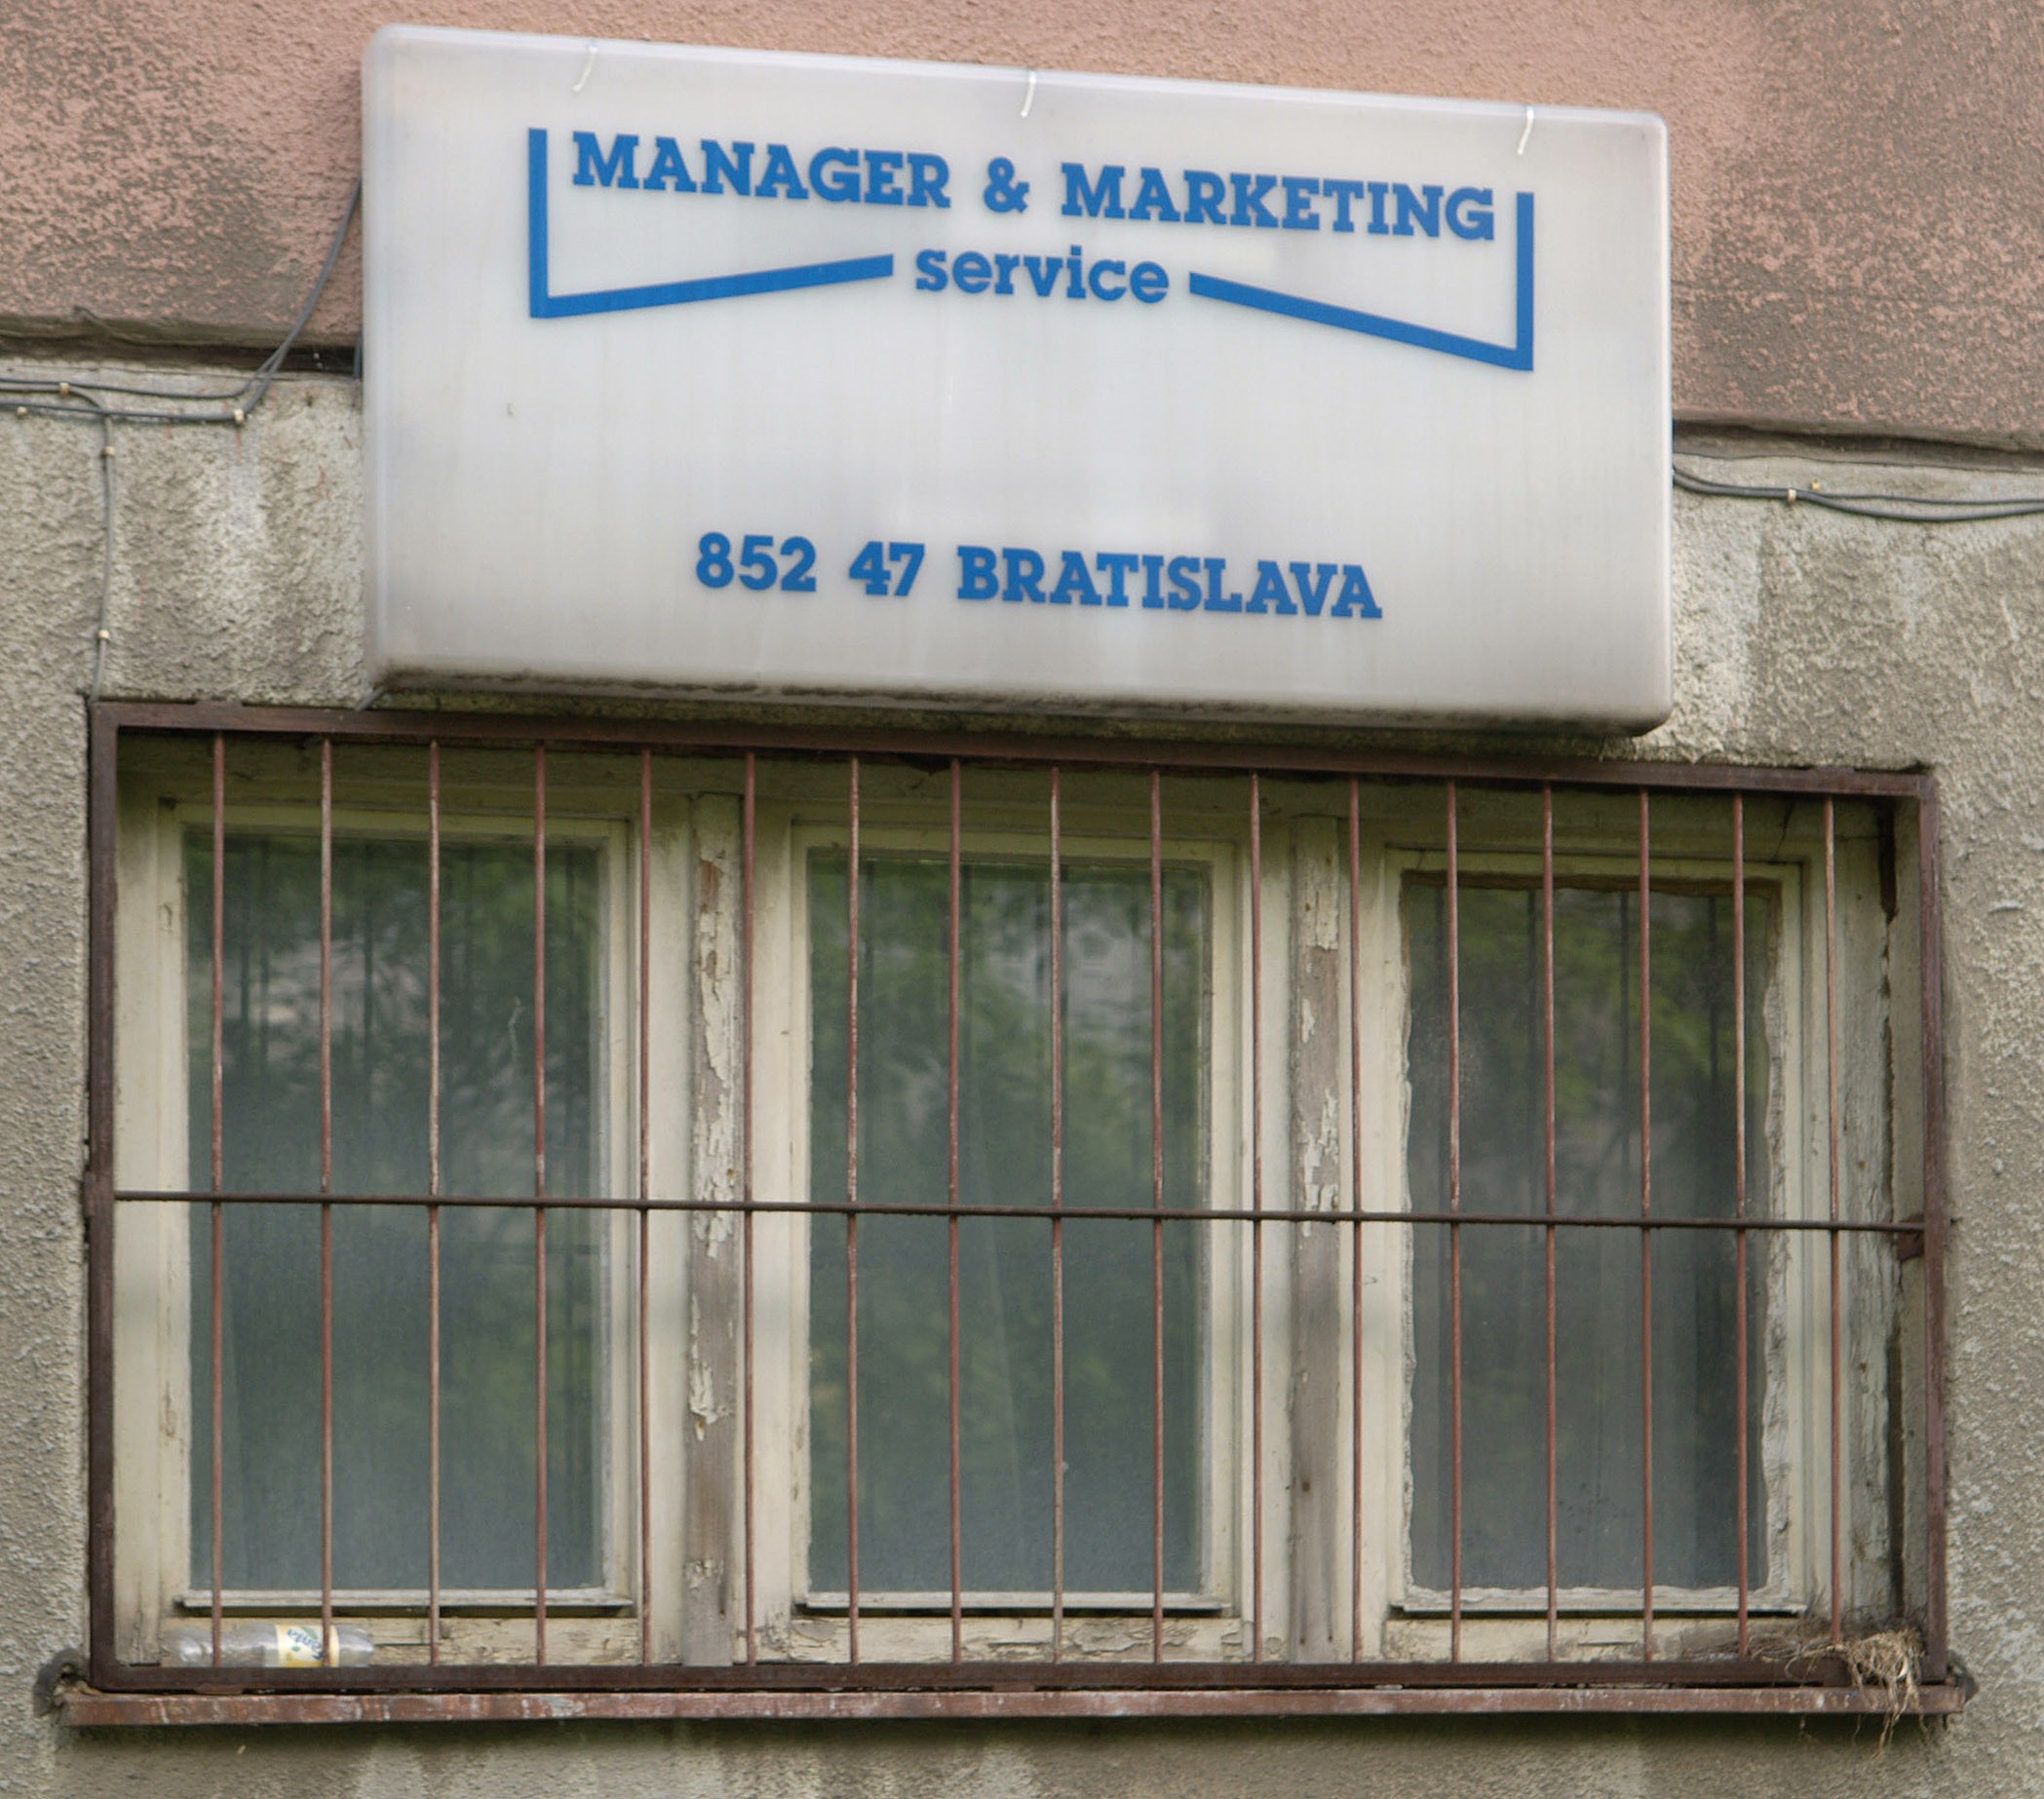 MANAGER & MARKETING
service
852 47 BRATISLAVA